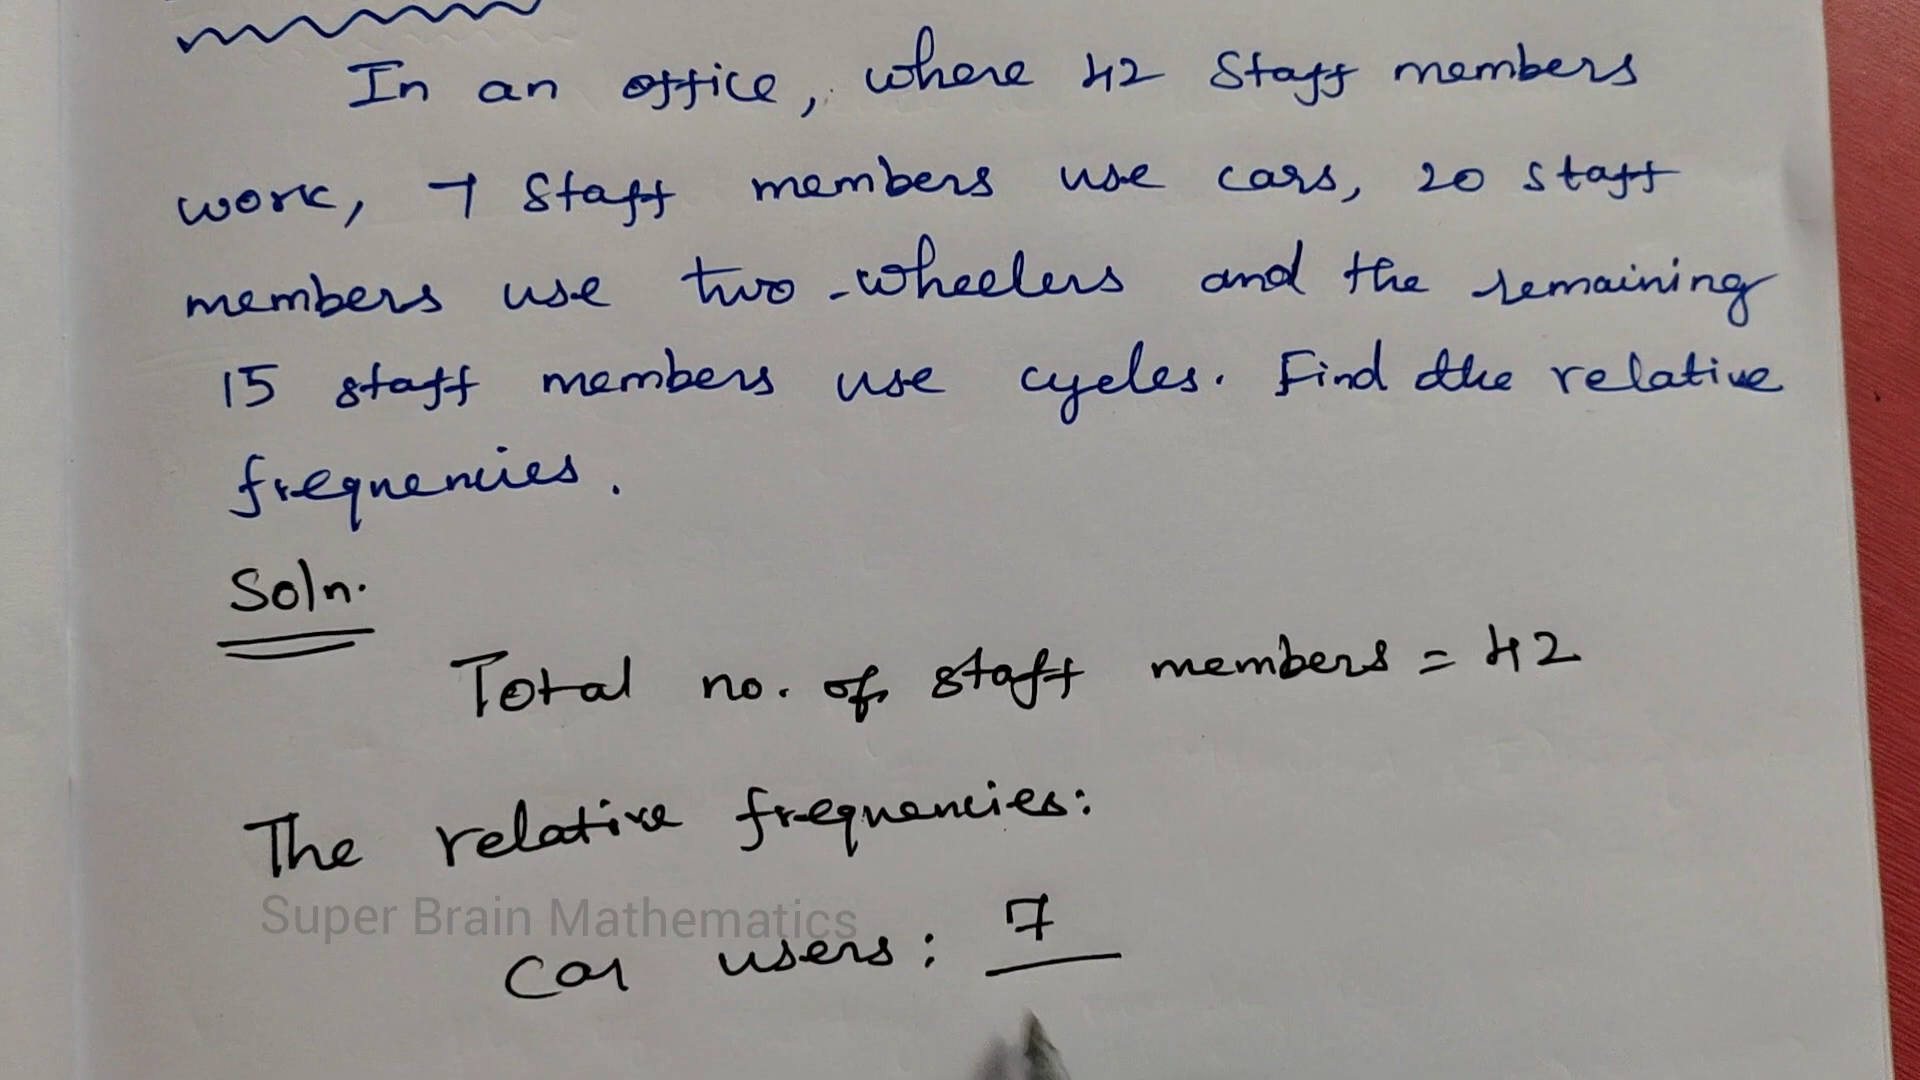 In an office, where 42 Staff members
work, 7 Staff members use cars, 20 staff
members use two-wheelers and the remaining
15 staff members use cycles. Find the relative
frequencies.
Soln.
Total no. of staff members = 42
The relative frequencies:
Super Brain Mathematics
Car users: 7